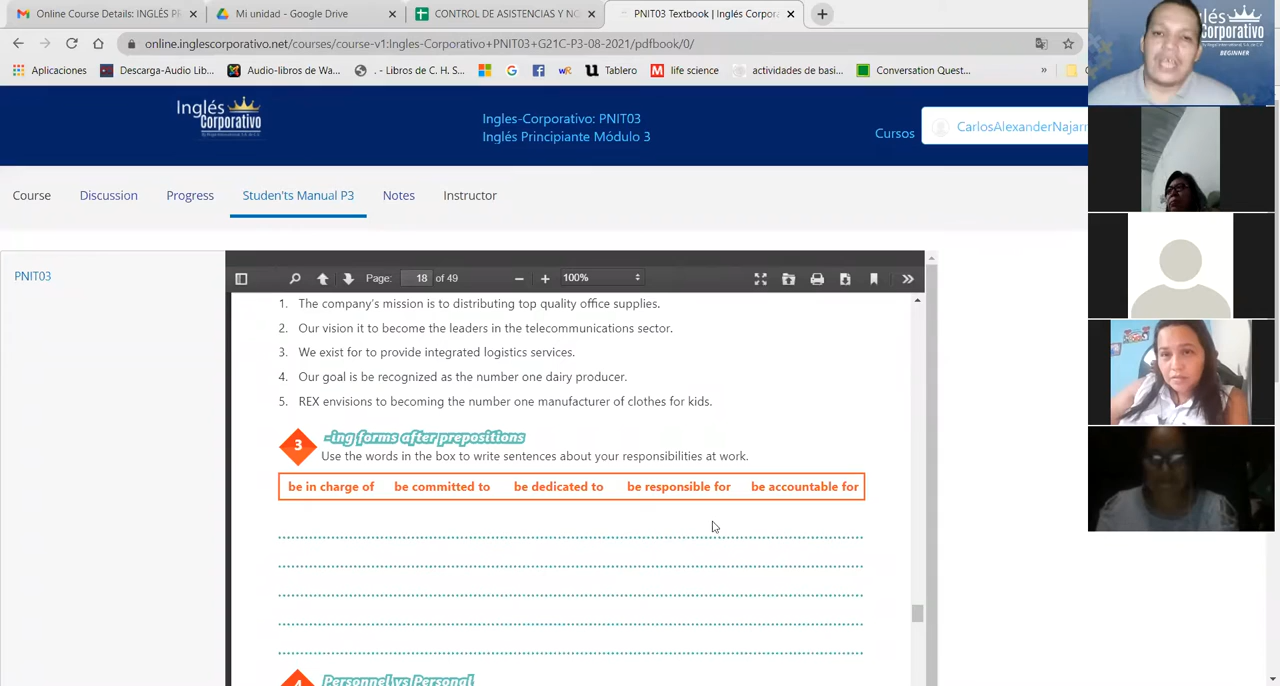 Online Course Details: INGLÉS PR
Mi unidad - Google Drive
CONTROL DE ASISTENCIAS Y NO
PNIT03 Textbook | Inglés Corpora
online.inglescorporativo.net/courses/course-v1:Ingles-Corporativo+PNIT03+G21C-P3-08-2021/pdfbook/0/
Aplicaciones
Descarga-Audio Lib...
Audio-libros de Wa...
. - Libros de C. H. S...
Tablero
life science
actividades de basi...
Conversation Quest...
»
Inglés
Corporativo
Ingles-Corporativo: PNIT03
Inglés Principiante Módulo 3
Cursos
CarlosAlexanderNajarr
glés
Corporativo
BEGINNER
Course
Discussion
Progress
Studen'ts Manual P3
Notes
Instructor
PNIT03
Page: 18 of 49
100%
1. The company's mission is to distributing top quality office supplies.
2. Our vision it to become the leaders in the telecommunications sector.
3. We exist for to provide integrated logistics services.
4. Our goal is be recognized as the number one dairy producer.
5. REX envisions to becoming the number one manufacturer of clothes for kids.
3 -ing forms after prepositions
Use the words in the box to write sentences about your responsibilities at work.
be in charge of be committed to be dedicated to be responsible for be accountable for
4 Personnel vs Personal